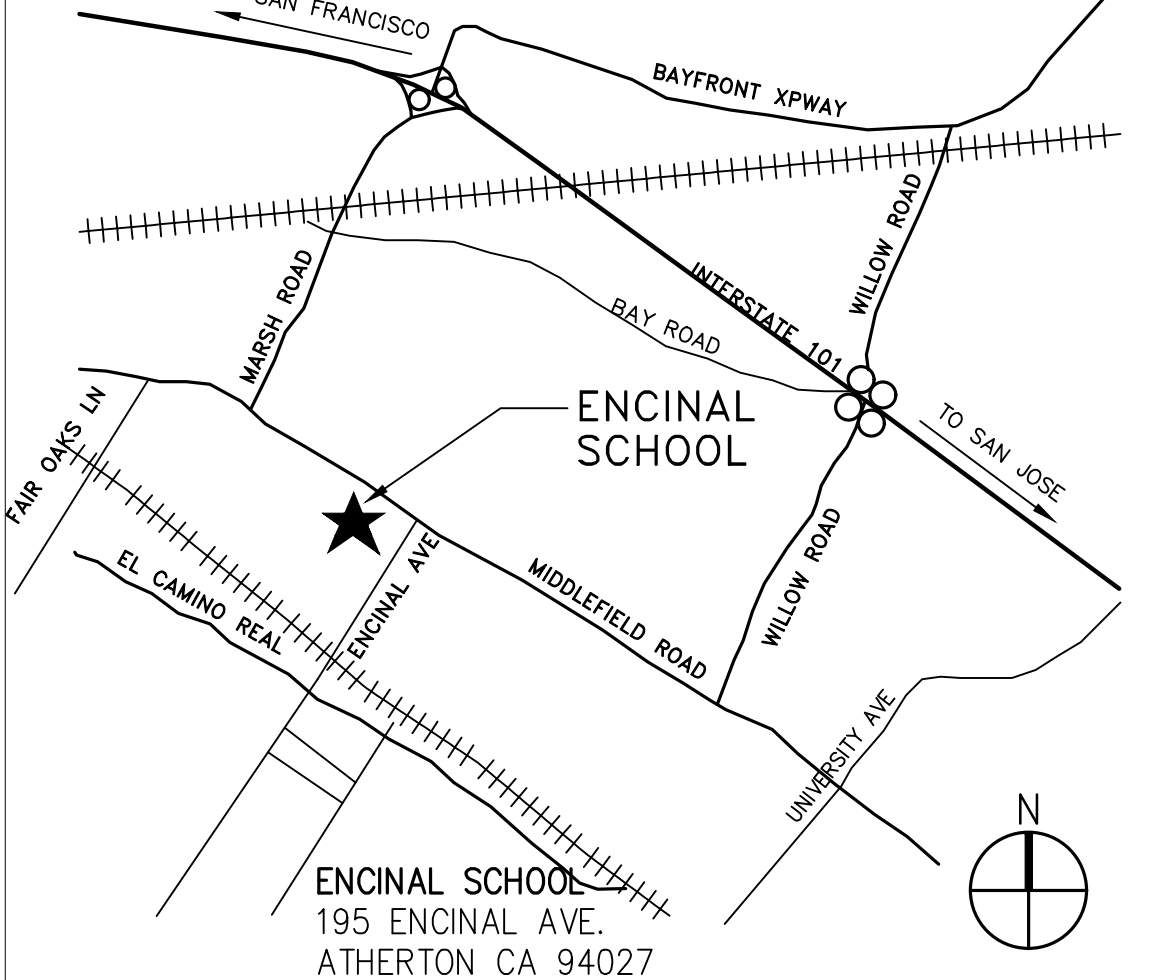 SAN FRANCISCO
BAYFRONT XPWAY
WILLOW ROAD
MARSH ROAD
INTERSTATE 101
BAY ROAD
FAIR OAKS LN
ENCINAL
SCHOOL
TO SAN JOSE
EL CAMINO REAL
ENCINAL AVE
MIDDLEFIELD ROAD
WILLOW ROAD
UNIVERSITY AVE
N
ENCINAL SCHOOL
195 ENCINAL AVE.
ATHERTON CA 94027